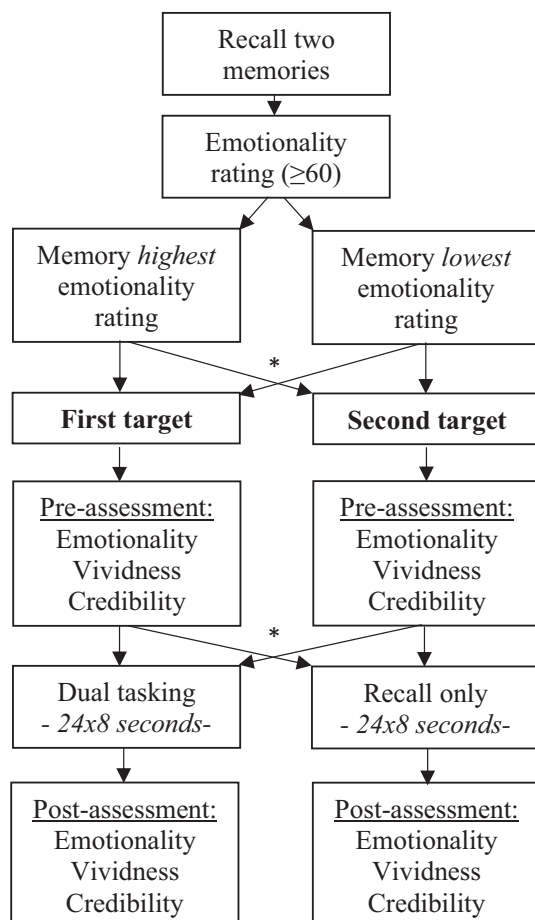 Recall two
memories
Emotionality
rating (≥60)
Memory highest
emotionality
rating
Memory lowest
emotionality
rating
*
First target
Second target
Pre-assessment:
Emotionality
Vividness
Credibility
Pre-assessment:
Emotionality
Vividness
Credibility
*
Dual tasking
- 24x8 seconds-
Recall only
- 24x8 seconds-
Post-assessment:
Emotionality
Vividness
Credibility
Post-assessment:
Emotionality
Vividness
Credibility